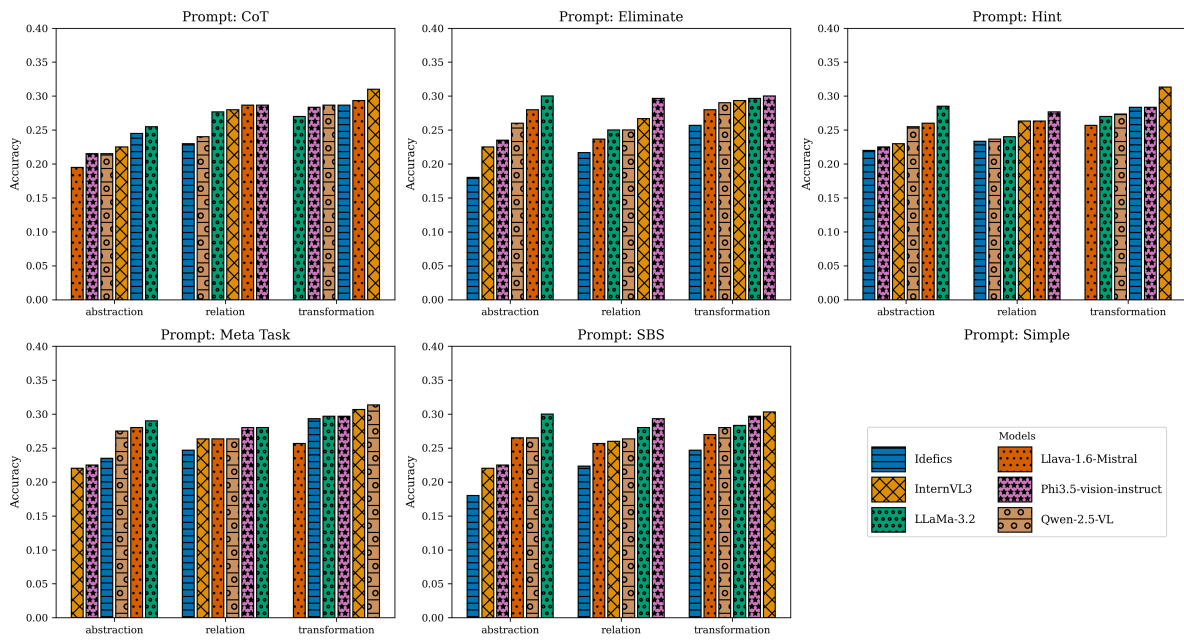 Prompt: CoT
0.40
0.35
0.30
0.25
0.20
0.15
0.10
0.05
0.00
Accuracy
abstraction relation transformation
Prompt: Eliminate
0.40
0.35
0.30
0.25
0.20
0.15
0.10
0.05
0.00
Accuracy
abstraction relation transformation
Prompt: Hint
0.40
0.35
0.30
0.25
0.20
0.15
0.10
0.05
0.00
Accuracy
abstraction relation transformation
Prompt: Meta Task
0.40
0.35
0.30
0.25
0.20
0.15
0.10
0.05
0.00
Accuracy
abstraction relation transformation
Prompt: SBS
0.40
0.35
0.30
0.25
0.20
0.15
0.10
0.05
0.00
Accuracy
abstraction relation transformation
Prompt: Simple
Models
Idefics
InternVL3
LLaMa-3.2
Llava-1.6-Mistral
Phi3.5-vision-instruct
Qwen-2.5-VL